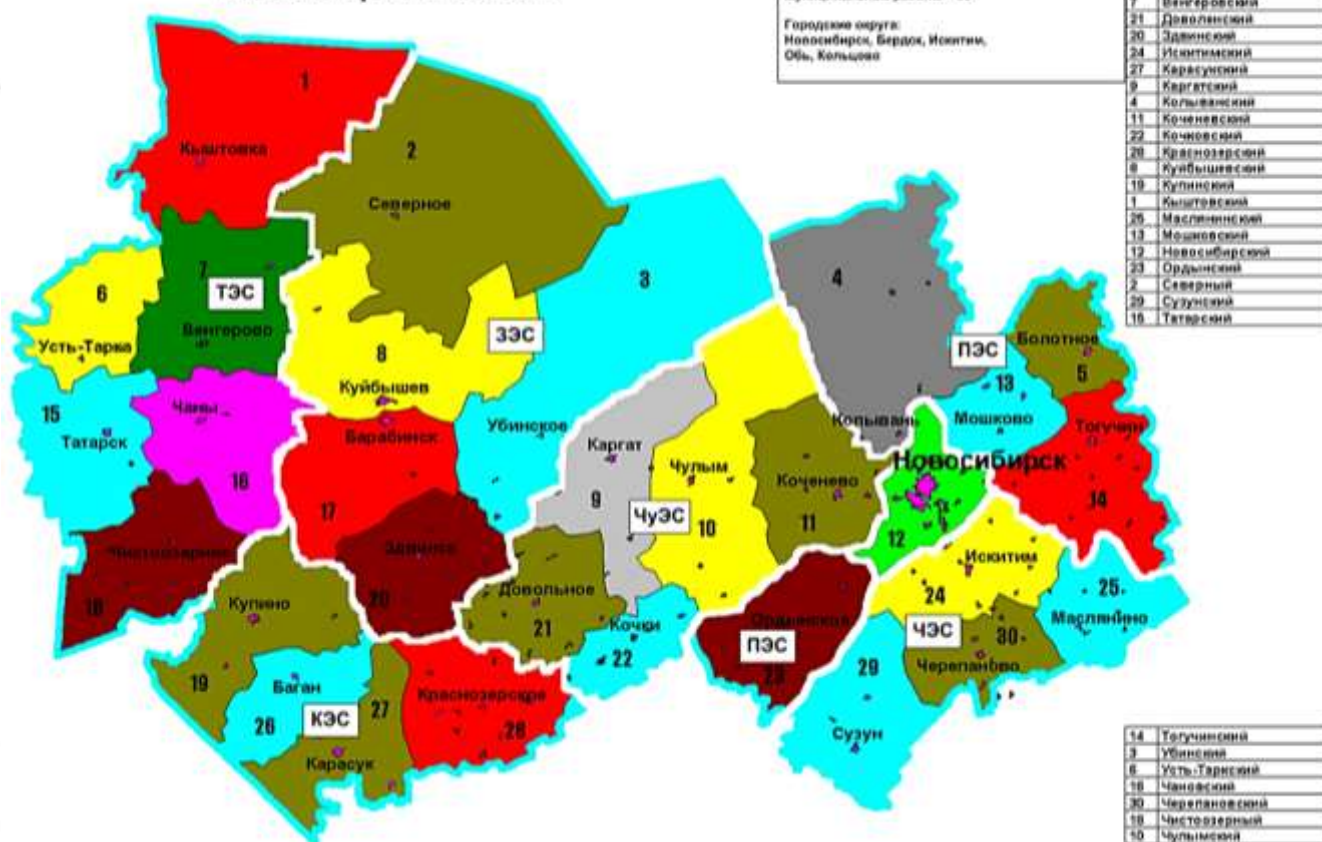 Городские округа:
Новосибирск, Бердск, Искитим,
Обь, Кольцово
7 Венгеровский
21 Доволенский
20 Здвинский
24 Искитимский
27 Карасукский
9 Каргатский
4 Колыванский
11 Коченевский
22 Кочковский
28 Краснозерский
8 Куйбышевский
19 Купинский
1 Кыштовский
25 Маслянинский
13 Мошковский
12 Новосибирский
23 Ордынский
2 Северный
29 Сузунский
15 Татарский
1
Кыштовка
2
Северное
3
4
6
7
ТЭС
Усть-Тарка
Венгерово
8
ЗЭС
Куйбышев
ПЭС
Болотное
5
13
Мошково
15
Татарск
Чаны
16
Барабинск
Убинское
Каргат
Колывань
Тогучин
Новосибирск
Чулым
Коченево
17
9
ЧуЭС
10
11
12
14
Чистоозерное
18
Здвинск
20
Искитим
24
25
Маслянино
Купино
Довольное
21
Кочки
22
Ордынское
ПЭС
23
ЧЭС
30
Черепаново
19
Баган
26
КЭС
27
Краснозерское
28
29
Сузун
Карасук
14 Тогучинский
3 Убинский
6 Усть-Таркский
16 Чановский
30 Черепановский
18 Чистоозерный
10 Чулымский